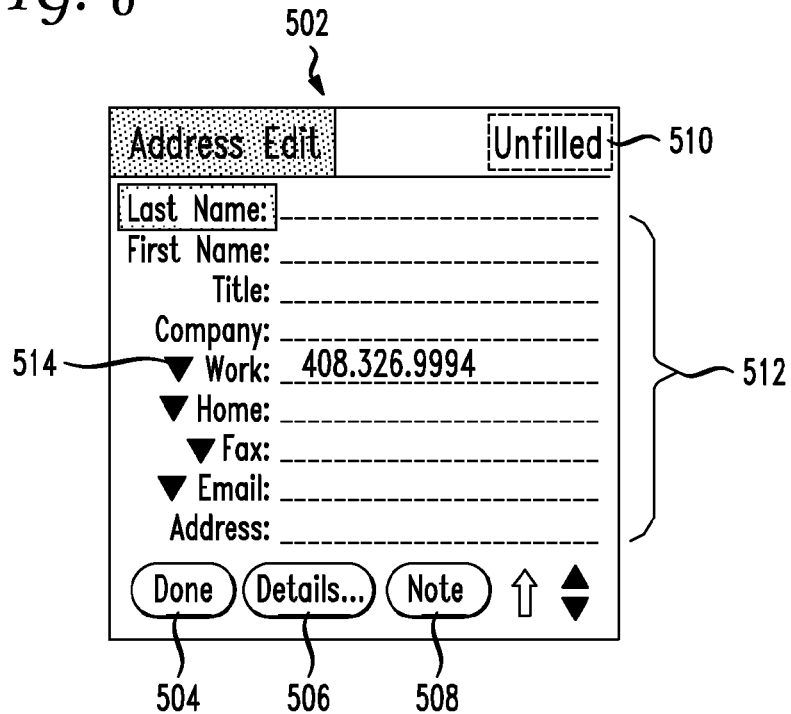 502
Address Edit Unfilled 510
Last Name:
First Name:
Title:
Company:
514 Work: 408.326.9994 512
Home:
Fax:
Email:
Address:
Done Details... Note
504 506 508